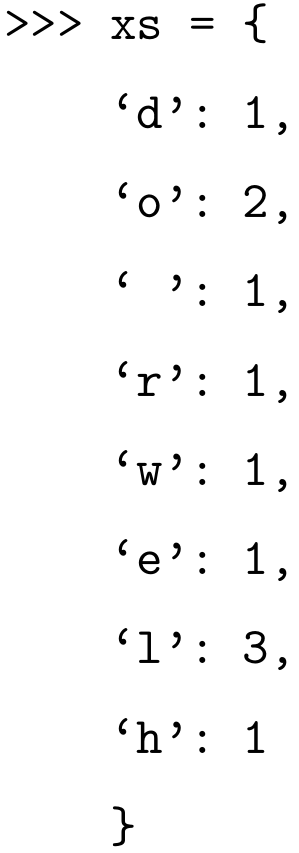 >>> xs = {
‘d’: 1,
‘o’: 2,
‘ ’: 1,
‘r’: 1,
‘w’: 1,
‘e’: 1,
‘l’: 3,
‘h’: 1
}